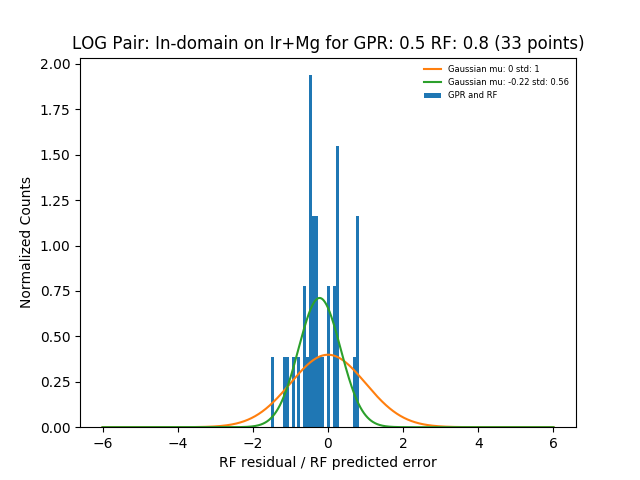 LOG Pair: In-domain on Ir+Mg for GPR: 0.5 RF: 0.8 (33 points)
Gaussian mu: 0 std: 1
Gaussian mu: -0.22 std: 0.56
GPR and RF
Normalized Counts
2.00
1.75
1.50
1.25
1.00
0.75
0.50
0.25
0.00
−6 −4 −2 0 2 4 6
RF residual / RF predicted error